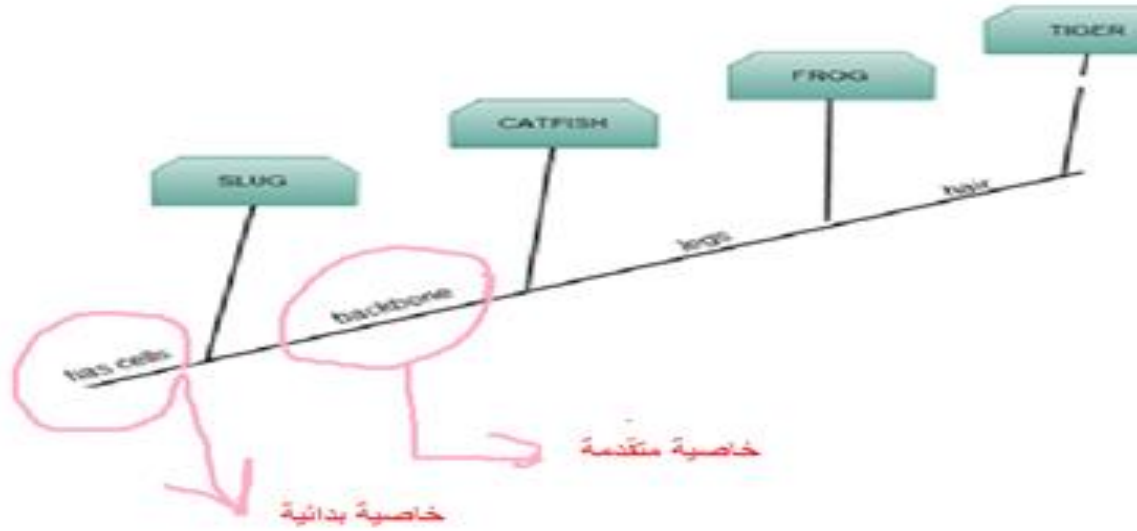 TIGER
FROG
CATFISH
SLUG
hair
legs
backbone
has cells
خاصية متقدمة
خاصية بدائية